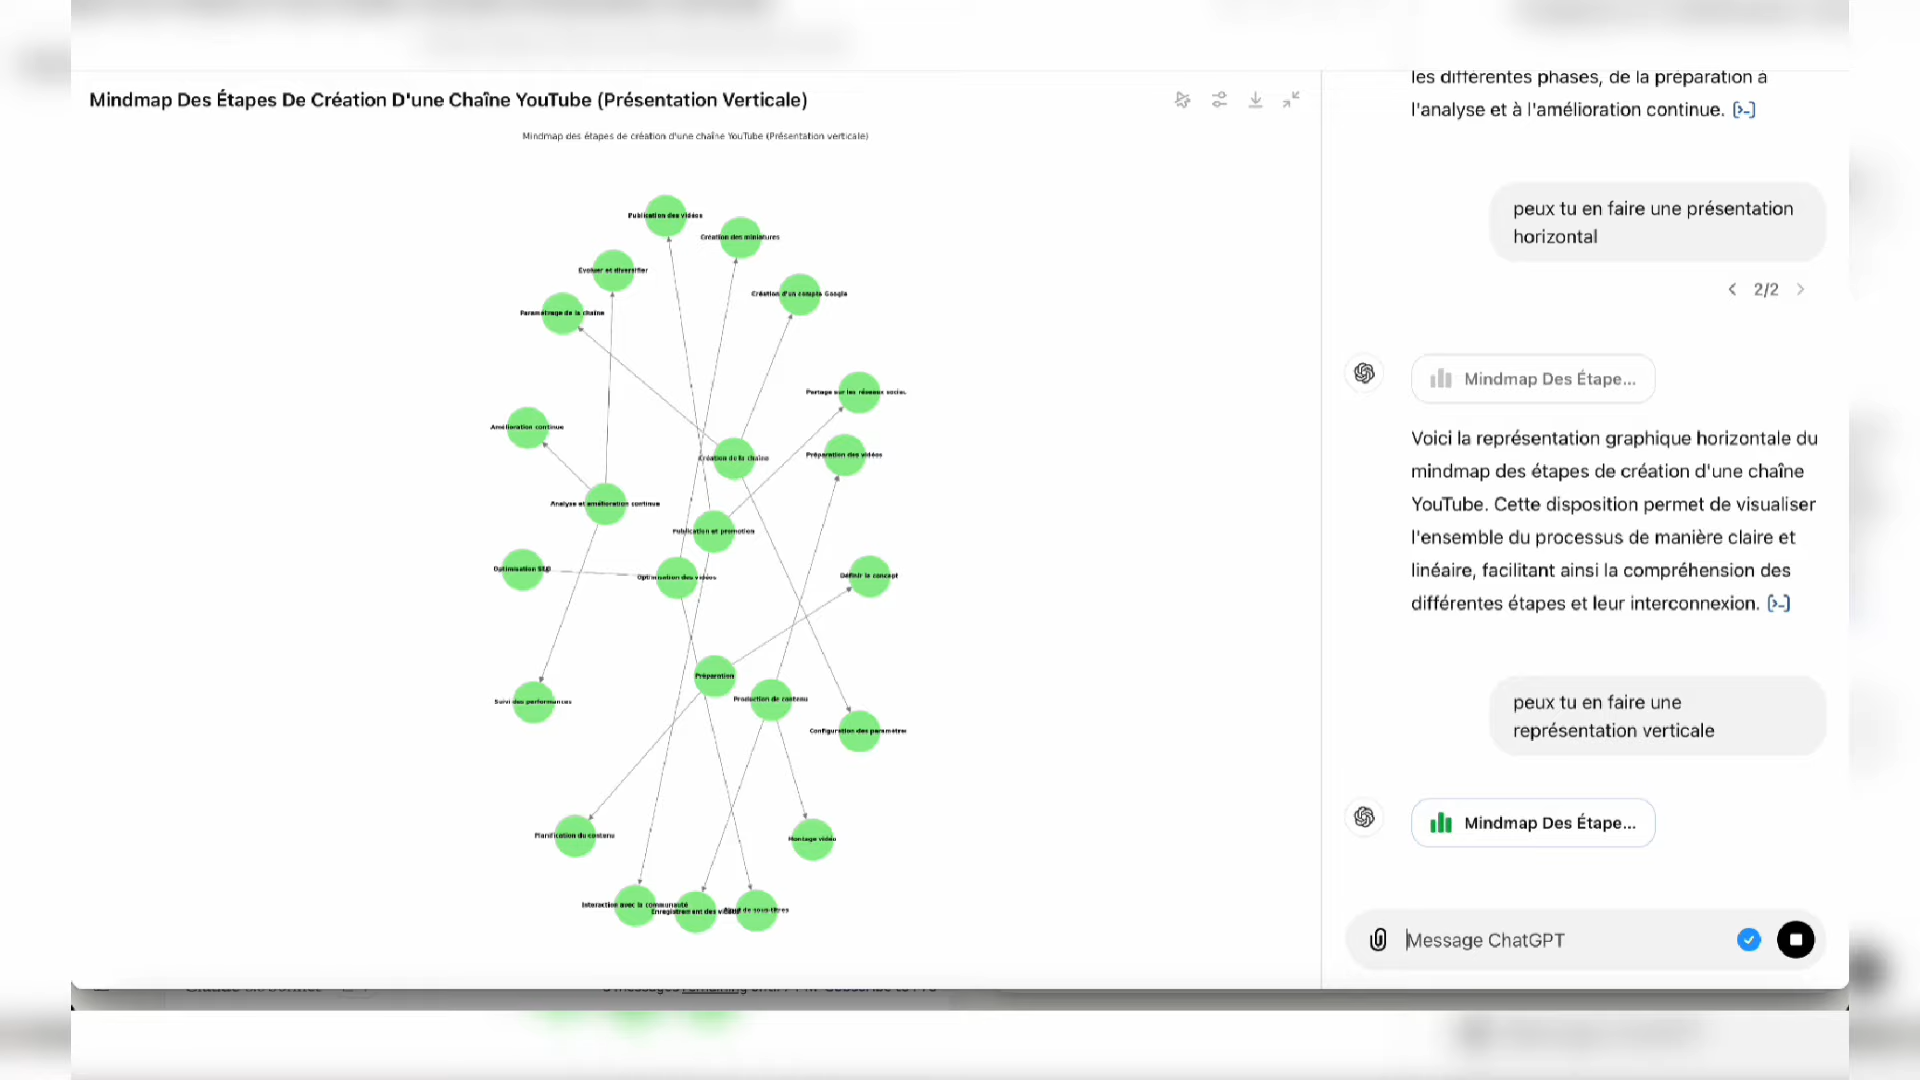 Mindmap Des Étapes De Création D'une Chaîne YouTube (Présentation Verticale)
Mindmap des étapes de création d'une chaîne YouTube (Présentation verticale)
Publication des vidéos
Création des miniatures
Évoluer et diversifier
Création d'un compte Google
Paramétrage de la chaîne
Partage sur les réseaux sociau
Amélioration continue
Création de la chaîne
Préparation des vidéos
Analyse et amélioration continue
Publication et promotion
Optimisation SEO
Optimisation des vidéos
Définir le concept
Préparation
Suivi des performances
Production de contenu
Configuration des paramètres
Planification du contenu
Montage vidéo
Interaction avec la communauté
Enregistrement des
de sous-titres
les différentes phases, de la préparation à
l'analyse et à l'amélioration continue.
peux tu en faire une présentation
horizontal
2/2
Mindmap Des Étape...
Voici la représentation graphique horizontale du
mindmap des étapes de création d'une chaîne
YouTube. Cette disposition permet de visualiser
l'ensemble du processus de manière claire et
linéaire, facilitant ainsi la compréhension des
différentes étapes et leur interconnexion.
peux tu en faire une
représentation verticale
Mindmap Des Étape...
Message ChatGPT